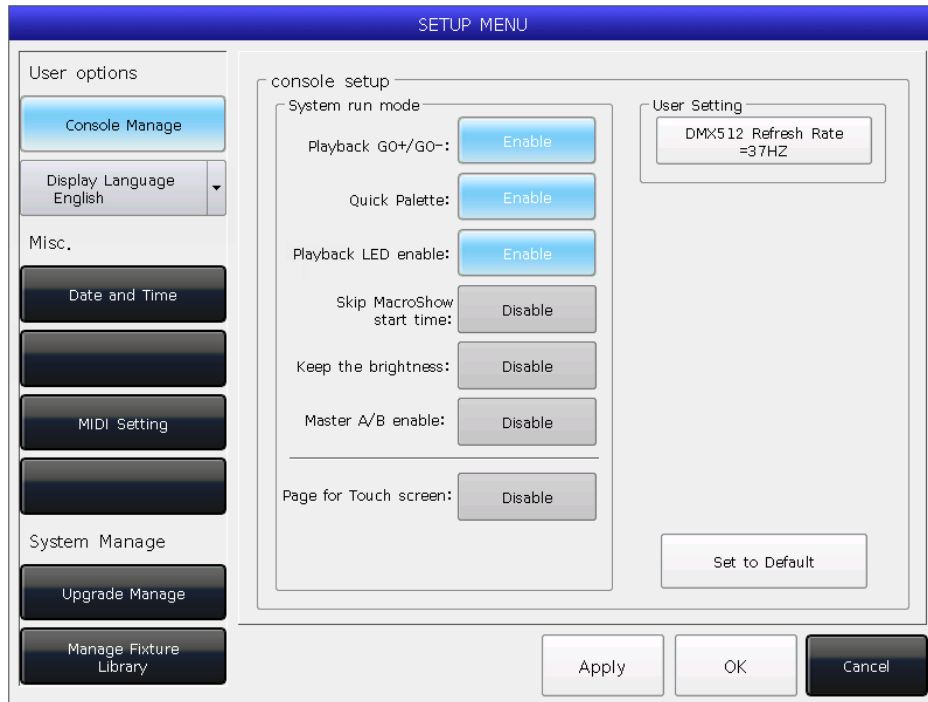 SETUP MENU
User options
Console Manage
Display Language
English
Misc.
Date and Time
MIDI Setting
System Manage
Upgrade Manage
Manage Fixture
Library
console setup
System run mode
Playback GO+/GO-: Enable
Quick Palette: Enable
Playback LED enable: Enable
Skip MacroShow
start time: Disable
Keep the brightness: Disable
Master A/B enable: Disable
Page for Touch screen: Disable
User Setting
DMX512 Refresh Rate
=37HZ
Set to Default
Apply
OK
Cancel